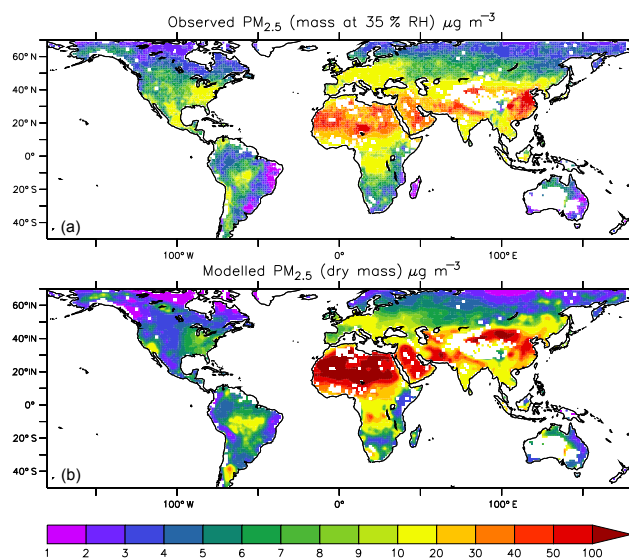 Observed PM2.5 (mass at 35 % RH) μg m−3
60°N
40°N
20°N
0°
20°S
40°S
(a)
100°W
0°
100°E
Modelled PM2.5 (dry mass) μg m−3
60°N
40°N
20°N
0°
20°S
40°S
(b)
100°W
0°
100°E
1 2 3 4 5 6 7 8 9 10 20 30 40 50 100